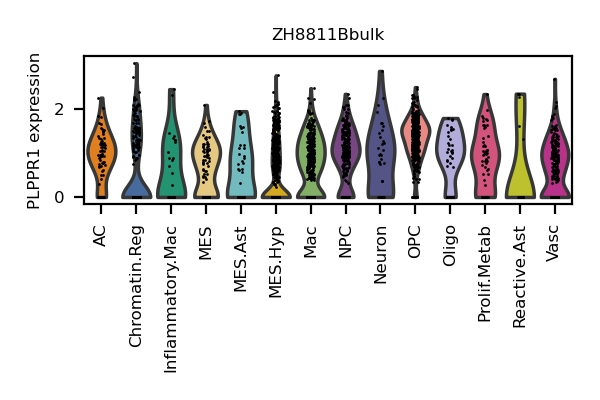 ZH8811Bbulk
PLPPR1 expression
2
0
AC
Chromatin.Reg
Inflammatory.Mac
MES
MES.Ast
MES.Hyp
Mac
NPC
Neuron
OPC
Oligo
Prolif.Metab
Reactive.Ast
Vasc